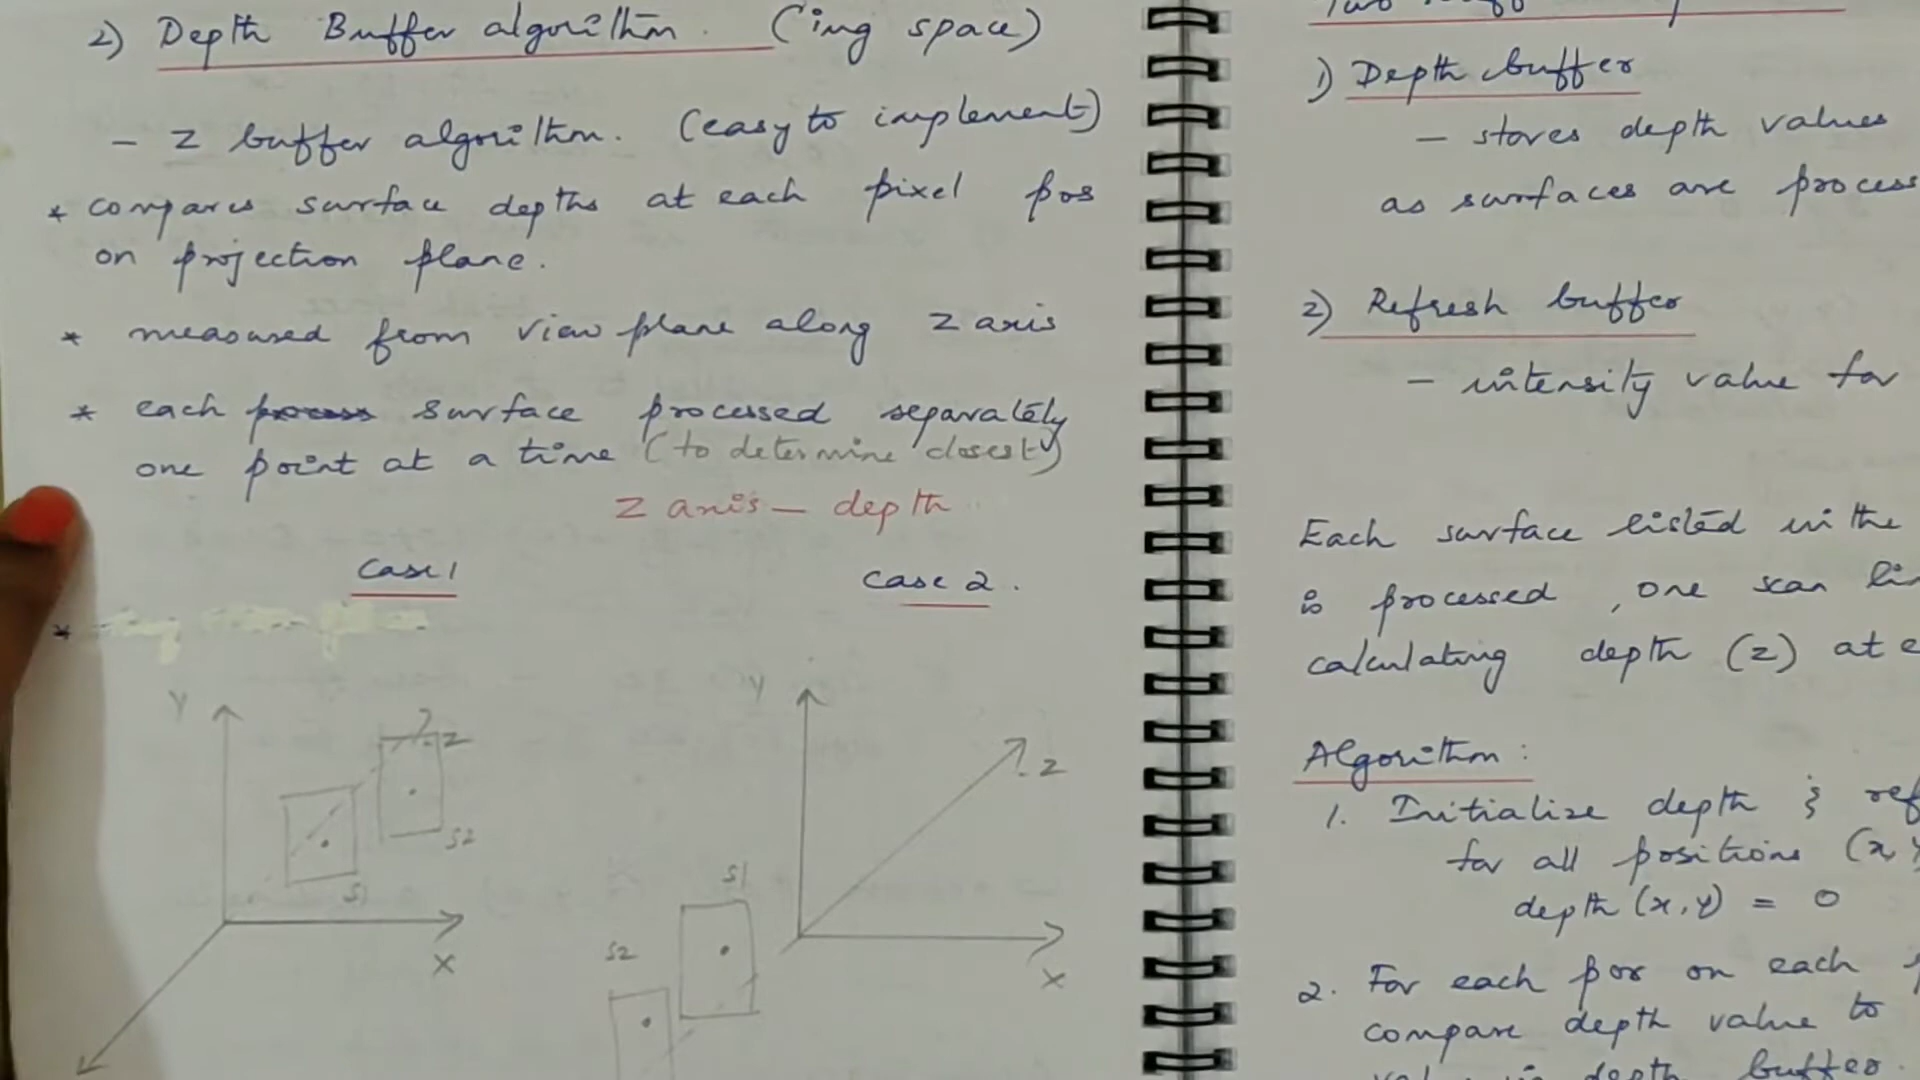 2) Depth Buffer algorithm. (img space)
- Z buffer algorithm. (easy to implement)
* compares surface depths at each pixel pos
on projection plane.
* measured from view plane along Z axis
* each surface processed separately
one point at a time (to determine closest)
Z axis - depth
Case 1
Case 2.
*
Y
Z
S2
S1
X
Y
Z
S1
S2
X
1) Depth buffer
- stores depth values
as surfaces are process
2) Refresh buffer
- intensity value for
Each surface listed in the
is processed, one scan lin
calculating depth (z) at e
Algorithm:
1. Initialize depth & ref
for all positions (x, y
depth (x, y) = 0
2. For each pos on each
compare depth value to
depth buffer.